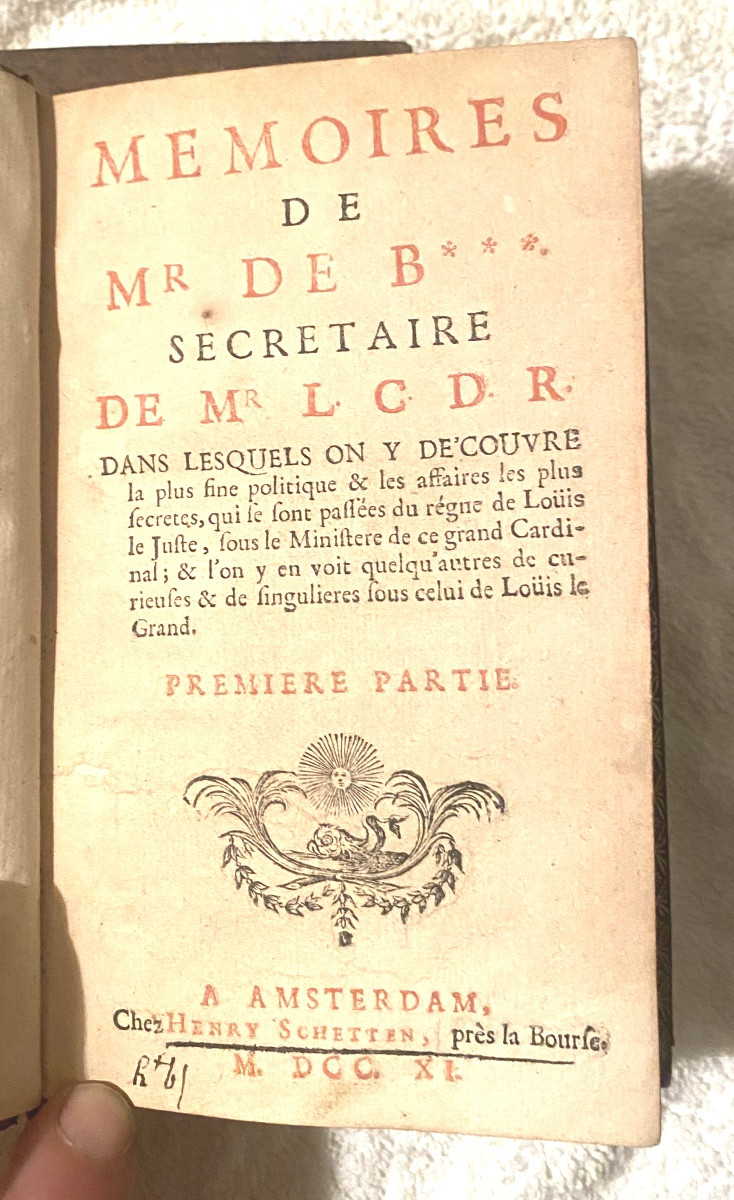 MEMOIRES
DE
MR DE B***.
SECRETAIRE
DE MR L. C. D. R.
DANS LESQUELS ON Y DE'COUVRE
la plus fine politique & les affaires les plus
ſecretes, qui ſe ſont paſſées du régne de Loüis
le Juſte, ſous le Miniſtere de ce grand Cardi-
nal; & l'on y en voit quelqu'autres de cu-
rieuſes & de ſingulieres ſous celui de Loüis le
Grand.
PREMIERE PARTIE.
A AMSTERDAM,
Chez HENRY SCHETTEN, près la Bourſe.
M. DCC. XI.